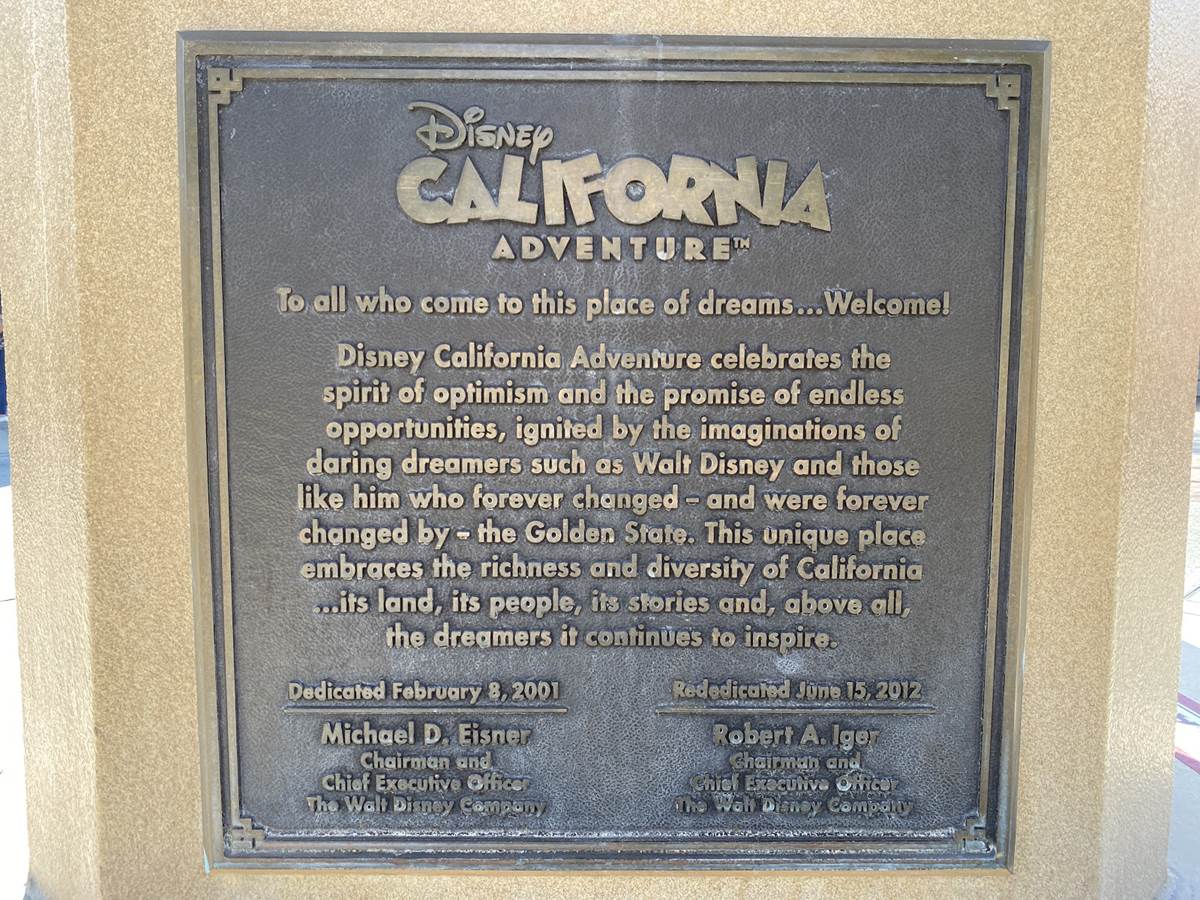 Disney
CALIFORNIA
ADVENTURE™
To all who come to this place of dreams...Welcome!
Disney California Adventure celebrates the
spirit of optimism and the promise of endless
opportunities, ignited by the imaginations of
daring dreamers such as Walt Disney and those
like him who forever changed – and were forever
changed by – the Golden State. This unique place
embraces the richness and diversity of California
...its land, its people, its stories and, above all,
the dreamers it continues to inspire.
Dedicated February 8, 2001
Michael D. Eisner
Chairman and
Chief Executive Officer
The Walt Disney Company
Rededicated June 15, 2012
Robert A. Iger
Chairman and
Chief Executive Officer
The Walt Disney Company